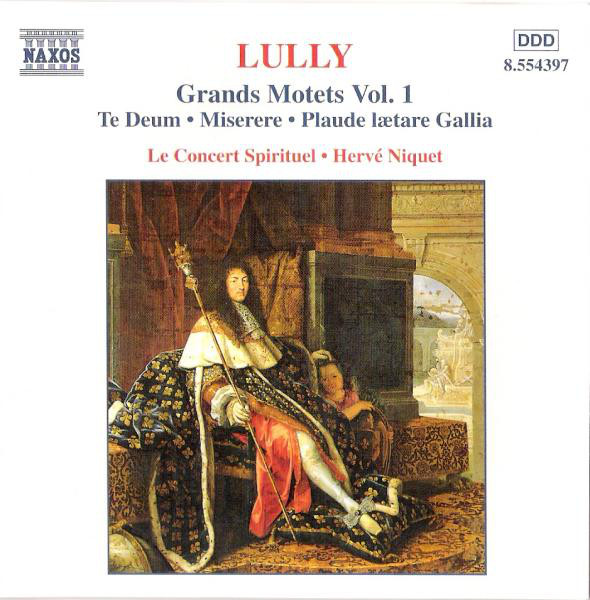 NAXOS
DDD
LULLY
8.554397
Grands Motets Vol. 1
Te Deum • Miserere • Plaude lætare Gallia
Le Concert Spirituel • Hervé Niquet